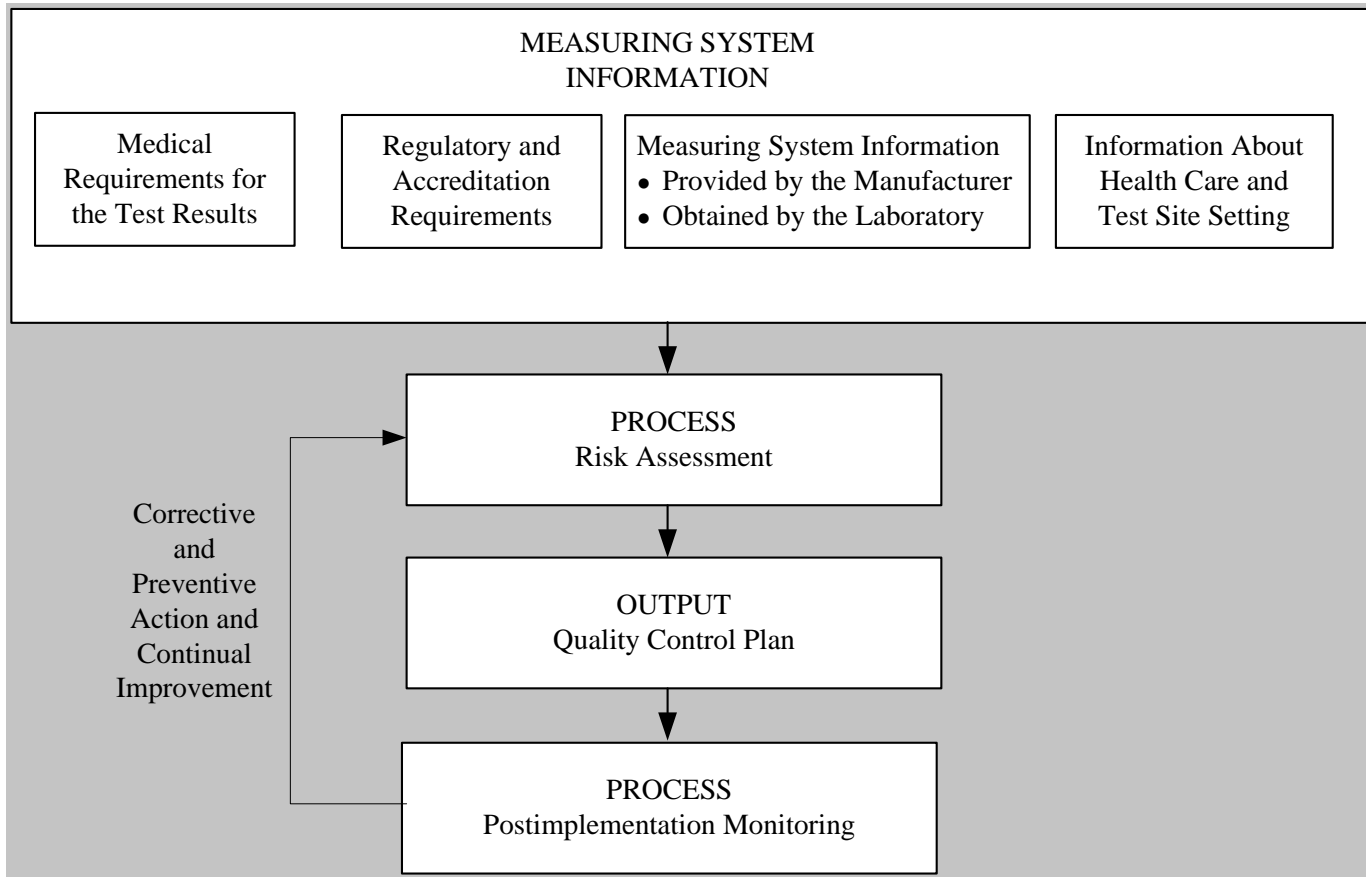 MEASURING SYSTEM
INFORMATION
Medical
Requirements for
the Test Results
Regulatory and
Accreditation
Requirements
Measuring System Information
• Provided by the Manufacturer
• Obtained by the Laboratory
Information About
Health Care and
Test Site Setting
PROCESS
Risk Assessment
Corrective
and
Preventive
Action and
Continual
Improvement
OUTPUT
Quality Control Plan
PROCESS
Postimplementation Monitoring